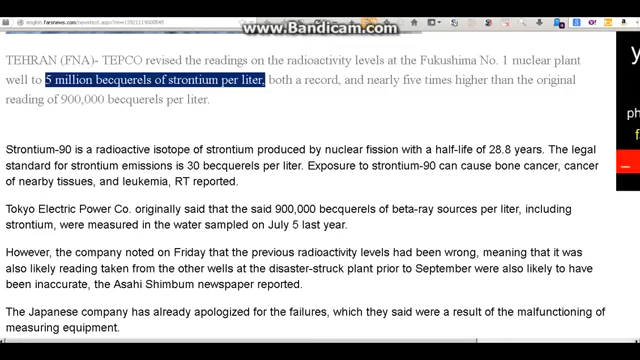 english.farsnews.com/newstext.aspx?nn=13921119000545
www.Bandicam.com
TEHRAN (FNA)- TEPCO revised the readings on the radioactivity levels at the Fukushima No. 1 nuclear plant
well to 5 million becquerels of strontium per liter, both a record, and nearly five times higher than the original
reading of 900,000 becquerels per liter.
ph
Strontium-90 is a radioactive isotope of strontium produced by nuclear fission with a half-life of 28.8 years. The legal
standard for strontium emissions is 30 becquerels per liter. Exposure to strontium-90 can cause bone cancer, cancer
of nearby tissues, and leukemia, RT reported.
Tokyo Electric Power Co. originally said that the said 900,000 becquerels of beta-ray sources per liter, including
strontium, were measured in the water sampled on July 5 last year.
However, the company noted on Friday that the previous radioactivity levels had been wrong, meaning that it was
also likely reading taken from the other wells at the disaster-struck plant prior to September were also likely to have
been inaccurate, the Asahi Shimbum newspaper reported.
The Japanese company has already apologized for the failures, which they said were a result of the malfunctioning of
measuring equipment.